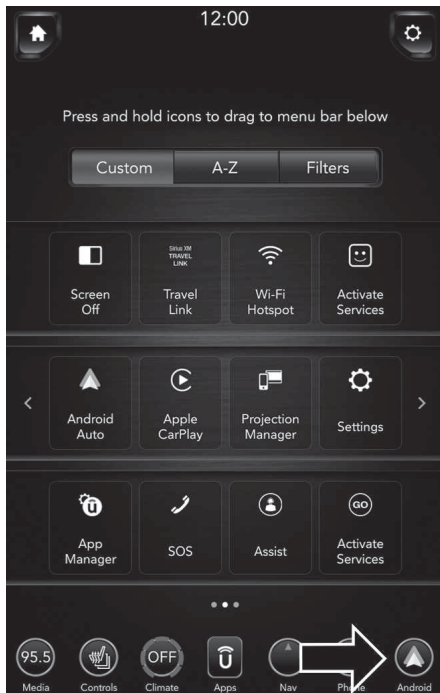 12:00
Press and hold icons to drag to menu bar below
Custom A-Z Filters
Sirius XM
TRAVEL
LINK
Screen
Off
Travel
Link
Wi-Fi
Hotspot
Activate
Services
Android
Auto
Apple
CarPlay
Projection
Manager
Settings
App
Manager
SOS
Assist
GO
Activate
Services
95.5
OFF
Media Controls Climate Apps Nav Phone Android